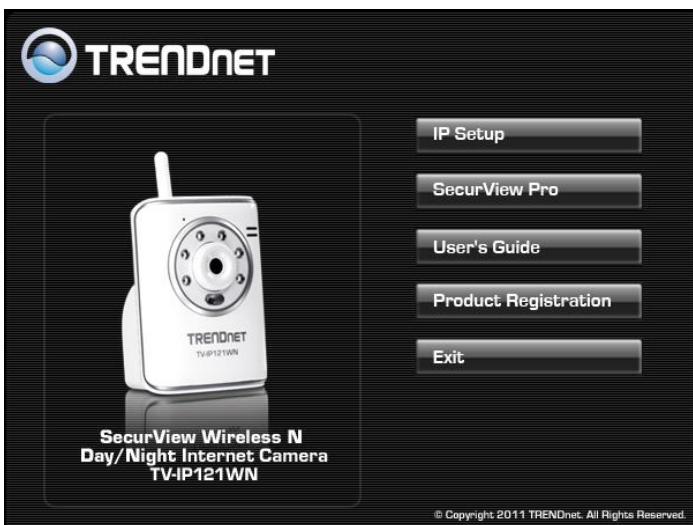 TRENDNET
IP Setup
SecurView Pro
User's Guide
Product Registration
Exit
TRENDNET
TV-IP121WN
SecurView Wireless N
Day/Night Internet Camera
TV-IP121WN
© Copyright 2011 TRENDnet. All Rights Reserved.